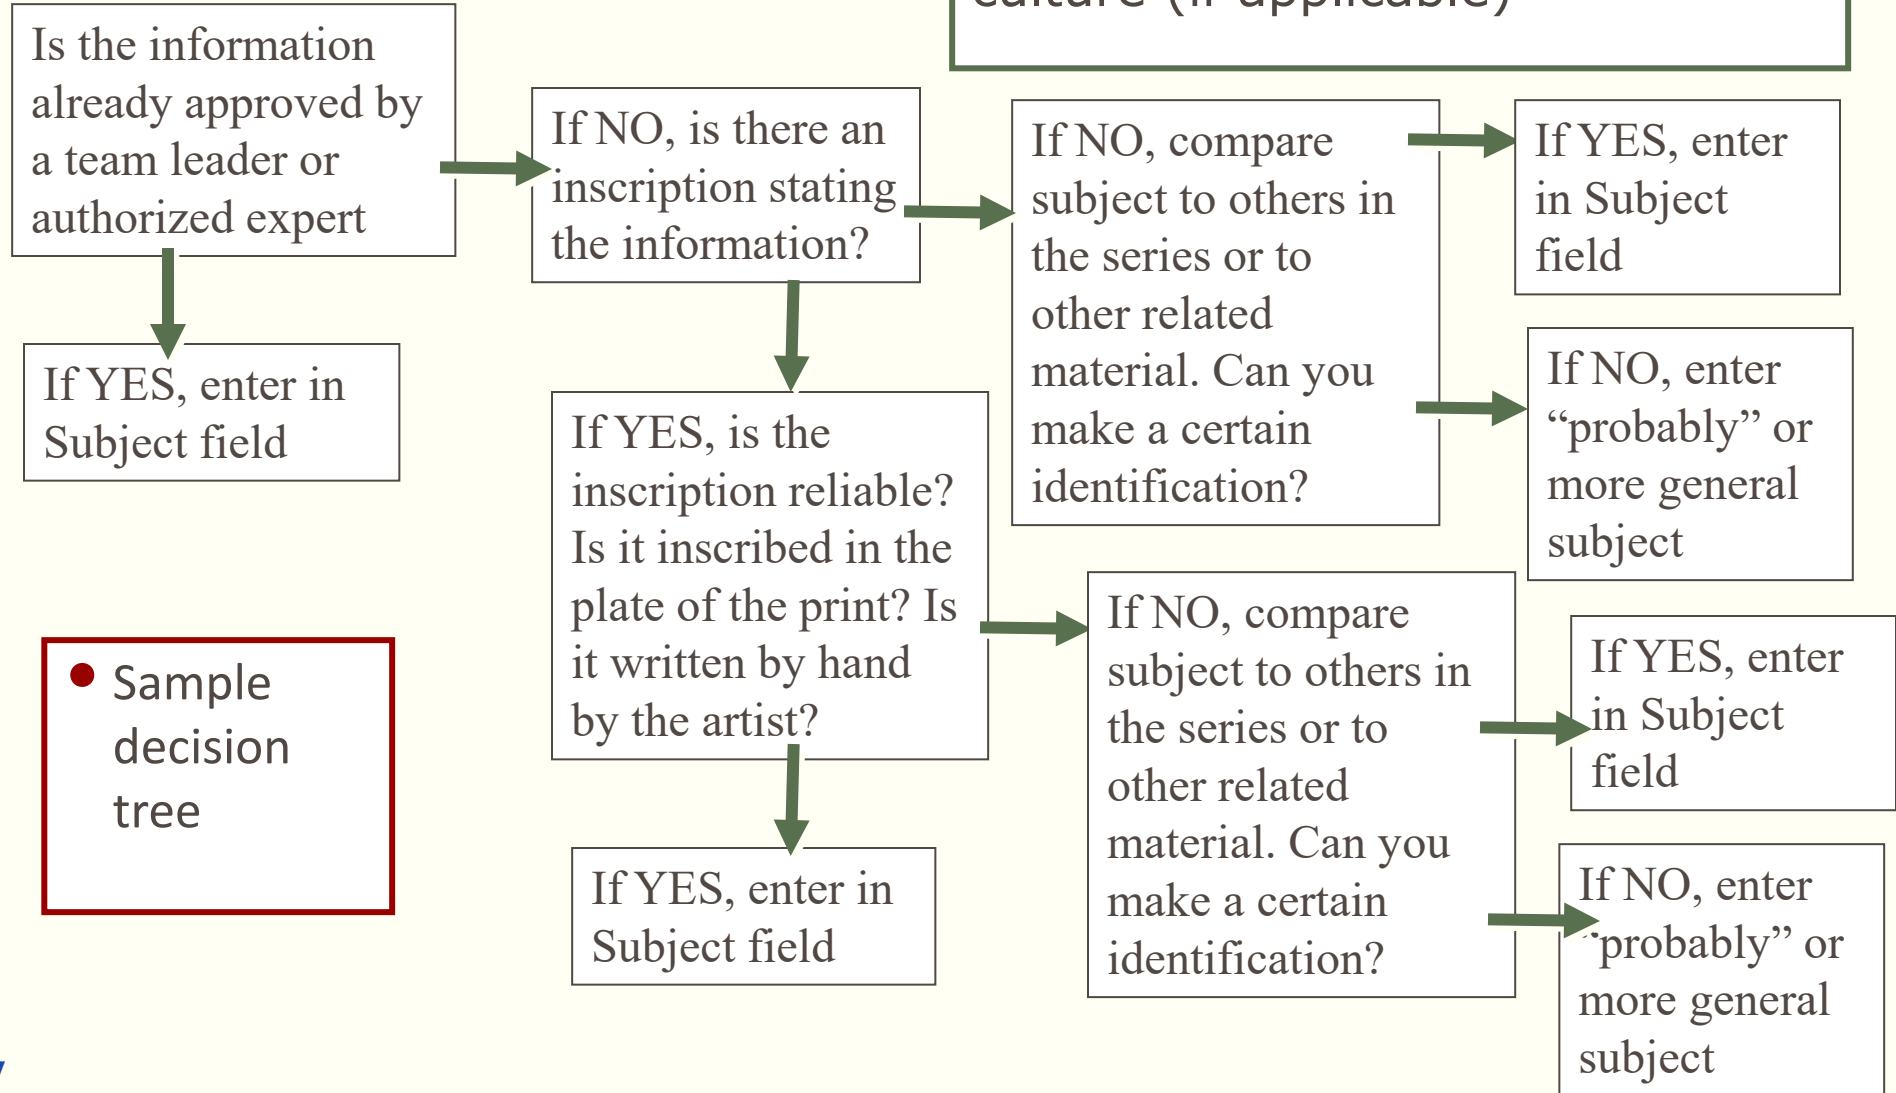 culture (if applicable)
Is the information
already approved by
a team leader or
authorized expert
If NO, is there an
inscription stating
the information?
If NO, compare
subject to others in
the series or to
other related
material. Can you
make a certain
identification?
If YES, enter
in Subject
field
If NO, enter
“probably” or
more general
subject
If YES, enter in
Subject field
If YES, is the
inscription reliable?
Is it inscribed in the
plate of the print? Is
it written by hand
by the artist?
If NO, compare
subject to others in
the series or to
other related
material. Can you
make a certain
identification?
If YES, enter
in Subject
field
If NO, enter
“probably” or
more general
subject
If YES, enter in
Subject field
• Sample
decision
tree